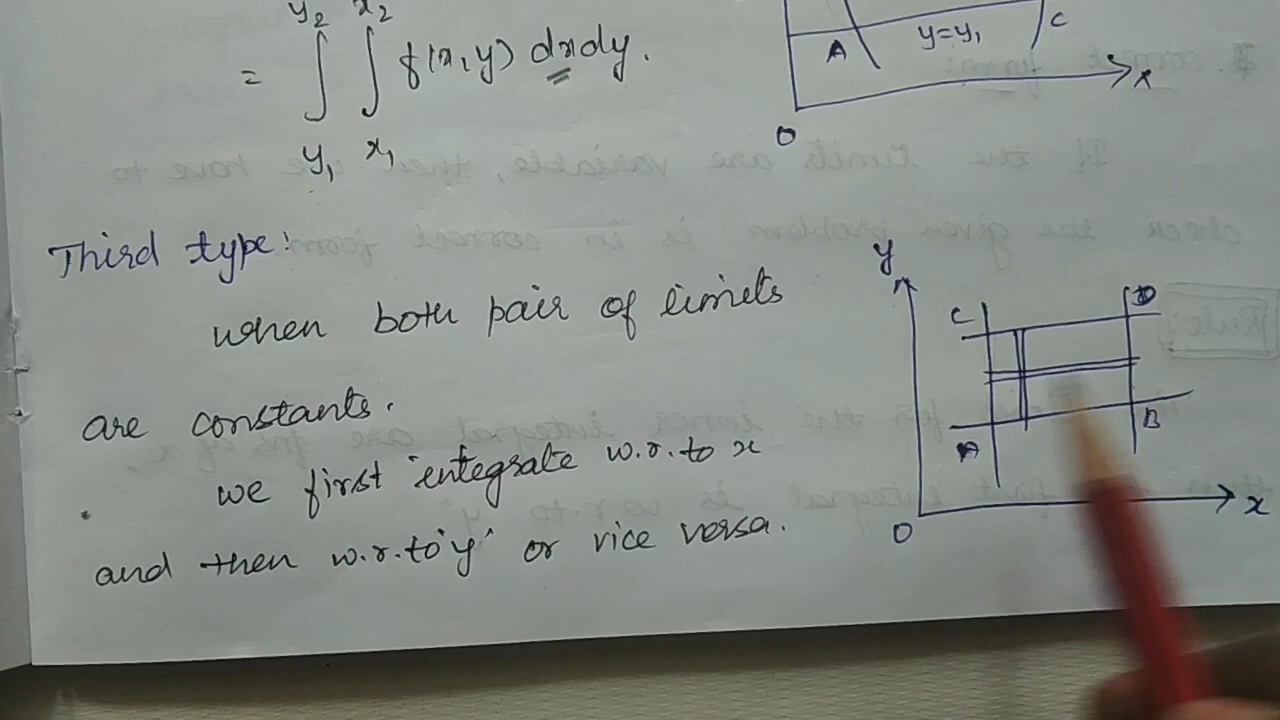 y₂ x₂
= ∫ ∫ f(x,y) dxdy.
y₁ x₁
A y=y₁ C
O x
Third type:
when both pair of limits
are constants.
we first integrate w.r.to x
and then w.r.to 'y' or vice versa.
y
C D
A B
O x